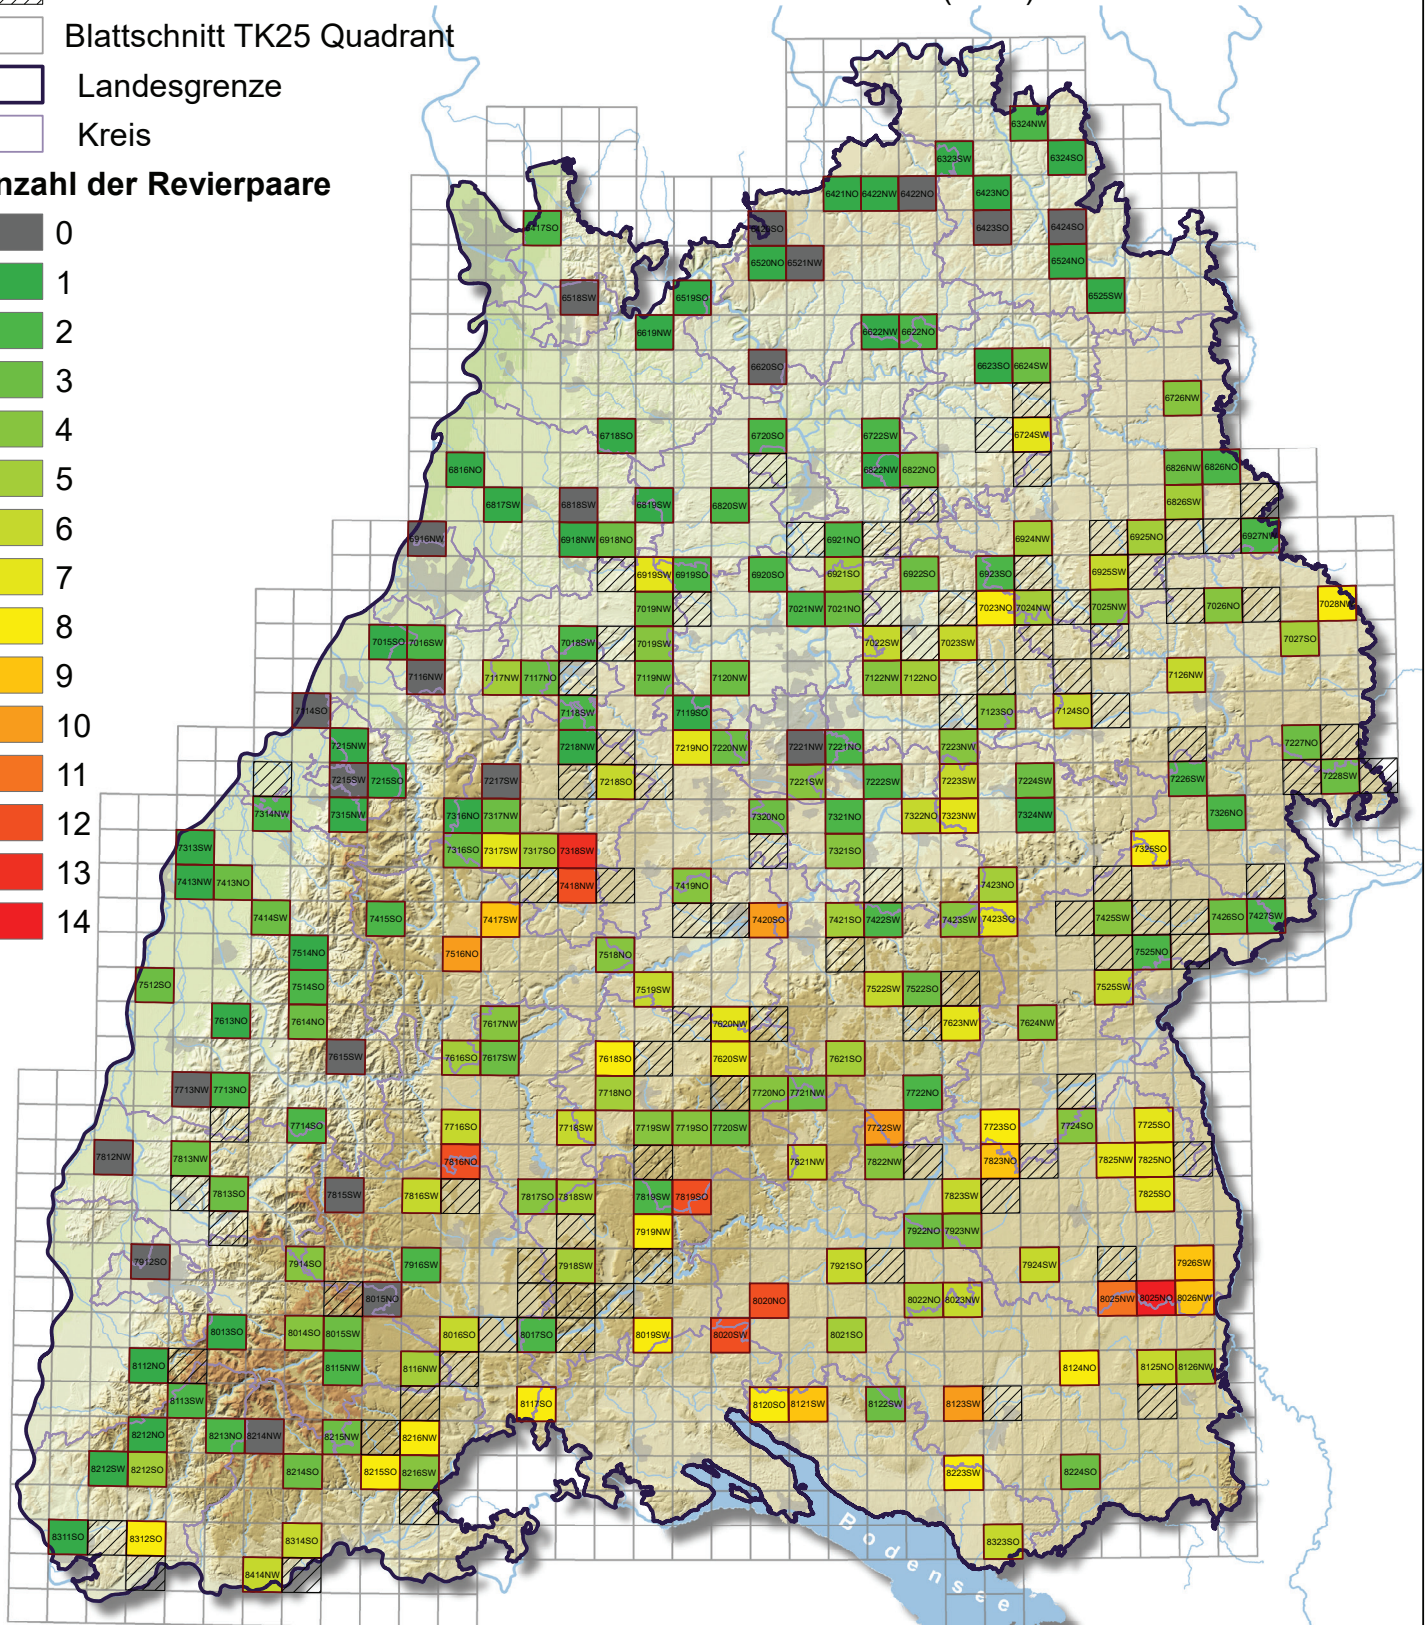 Blattschnitt TK25 Quadrant
Landesgrenze
Kreis
nzahl der Revierpaare
0
1
2
3
4
5
6
7
8
9
10
11
12
13
14
6324NW
6323SW 6324SO
6421NO 6422NW 6422NO 6423NO
6417SO 6420SO 6423SO 6424SO
6520NO 6521NW 6524NO
6518SW 6519SO 6525SW
6619NW 6622NW 6622NO
6620SO 6623SO 6624SW
6726NW
6718SO 6720SO 6722SW 6724SW
6816NO 6822NW 6822NO 6826NW 6826NO
6817SW 6818SW 6819SW 6820SW 6826SW
6916NW 6918NW 6918NO 6921NO 6924NW 6925NO 6927NW
6919SW 6919SO 6920SO 6921SO 6922SO 6923SO 6925SW
7019NW 7021NW 7021NO 7023NO 7024NW 7025NW 7026NO 7028NW
7015SO 7016SW 7018SW 7019SW 7022SW 7023SW 7027SO
7116NW 7117NW 7117NO 7119NW 7120NW 7122NW 7122NO 7126NW
7114SO 7118SW 7119SO 7123SO 7124SO
7215NW 7218NW 7219NO 7220NW 7221NW 7221NO 7223NW 7227NO
7215SW 7215SO 7217SW 7218SO 7221SW 7222SW 7223SW 7224SW 7226SW 7228SW
7314NW 7315NW 7316NO 7317NW 7320NO 7321NO 7322NO 7323NW 7324NW 7326NO
7313SW 7316SO 7317SW 7317SO 7318SW 7321SO 7325SO
7413NW 7413NO 7418NW 7419NO 7423NO
7414SW 7415SO 7417SW 7420SO 7421SO 7422SW 7423SW 7423SO 7425SW 7426SO 7427SW
7514NO 7516NO 7518NO 7525NO
7512SO 7514SO 7519SW 7522SW 7522SO 7525SW
7613NO 7614NO 7617NW 7620NW 7623NW 7624NW
7615SW 7616SO 7617SW 7618SO 7620SW 7621SO
7713NW 7713NO 7718NO 7720NO 7721NW 7722NO
7714SO 7716SO 7718SW 7719SW 7719SO 7720SW 7722SW 7723SO 7724SO 7725SO
7812NW 7813NW 7816NO 7821NW 7822NW 7823NO 7825NW 7825NO
7813SO 7815SW 7816SW 7817SO 7818SW 7819SW 7819SO 7823SW 7825SO
7919NW 7922NO 7923NW
7912SO 7914SO 7916SW 7918SW 7921SO 7924SW 7926SW
8015NO 8020NO 8022NO 8023NW 8025NW 8025NO 8026NW
8013SO 8014SO 8015SW 8016SO 8017SO 8019SW 8020SW 8021SO
8112NO 8115NW 8116NW 8124NO 8125NO 8126NW
8113SW 8117SO 8120SO 8121SW 8122SW 8123SW
8212NO 8213NO 8214NW 8215NW 8216NW
8212SW 8212SO 8214SO 8215SO 8216SW 8223SW 8224SO
8311SO 8312SO 8314SO 8323SO
8414NW
Bodensee